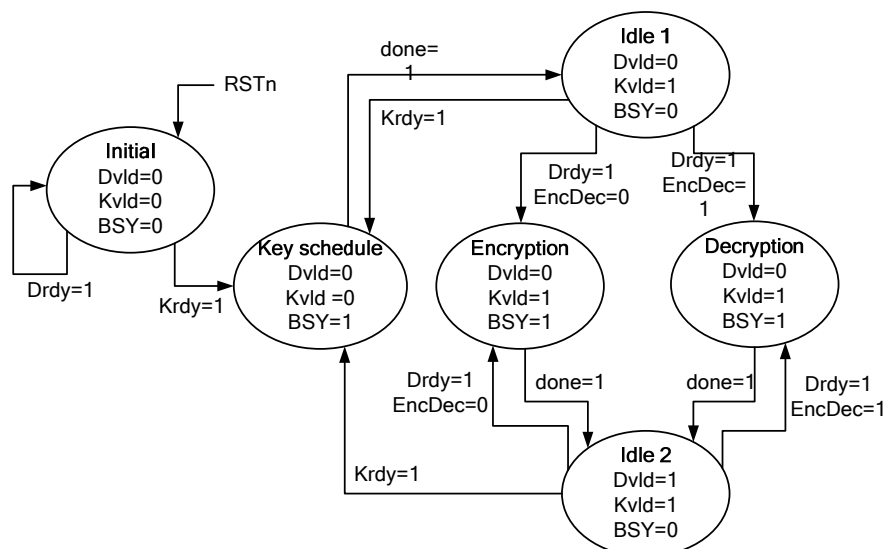 Idle 1
Dvld=0
Kvld=1
BSY=0
done=
1
RSTn
Krdy=1
Initial
Dvld=0
Kvld=0
BSY=0
Drdy=1
EncDec=0
Drdy=1
EncDec=
1
Key schedule
Dvld=0
Kvld =0
BSY=1
Encryption
Dvld=0
Kvld=1
BSY=1
Decryption
Dvld=0
Kvld=1
BSY=1
Drdy=1
Krdy=1
Drdy=1
EncDec=0
done=1
done=1
Drdy=1
EncDec=1
Krdy=1
Idle 2
Dvld=1
Kvld=1
BSY=0